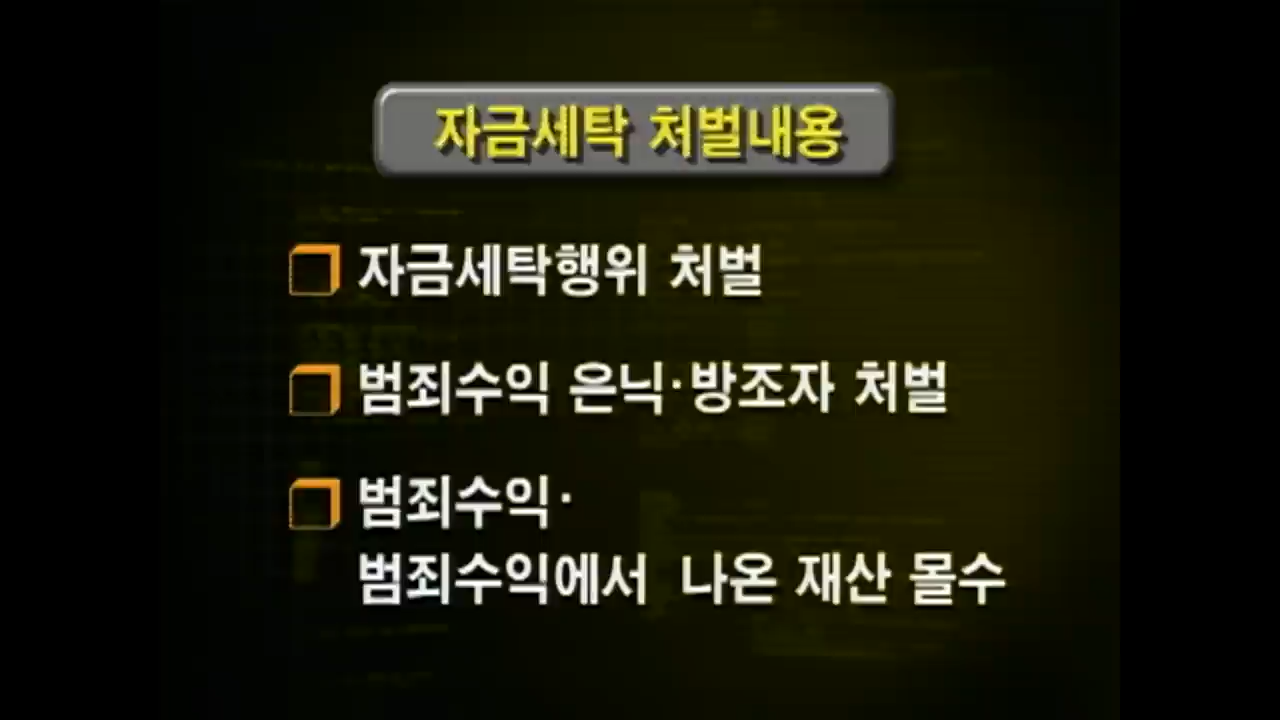 자금세탁 처벌내용
자금세탁행위 처벌
범죄수익 은닉·방조자 처벌
범죄수익·
범죄수익에서 나온 재산 몰수